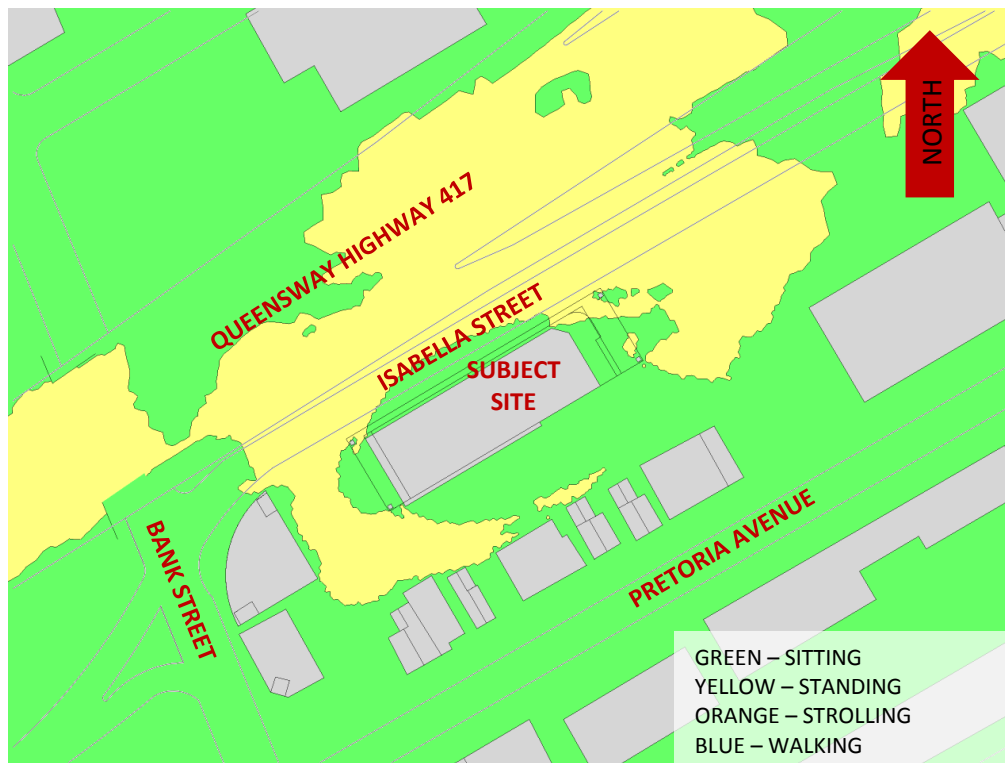 NORTH
QUEENSWAY HIGHWAY 417
ISABELLA STREET
SUBJECT
SITE
BANK STREET
PRETORIA AVENUE
GREEN – SITTING
YELLOW – STANDING
ORANGE – STROLLING
BLUE – WALKING